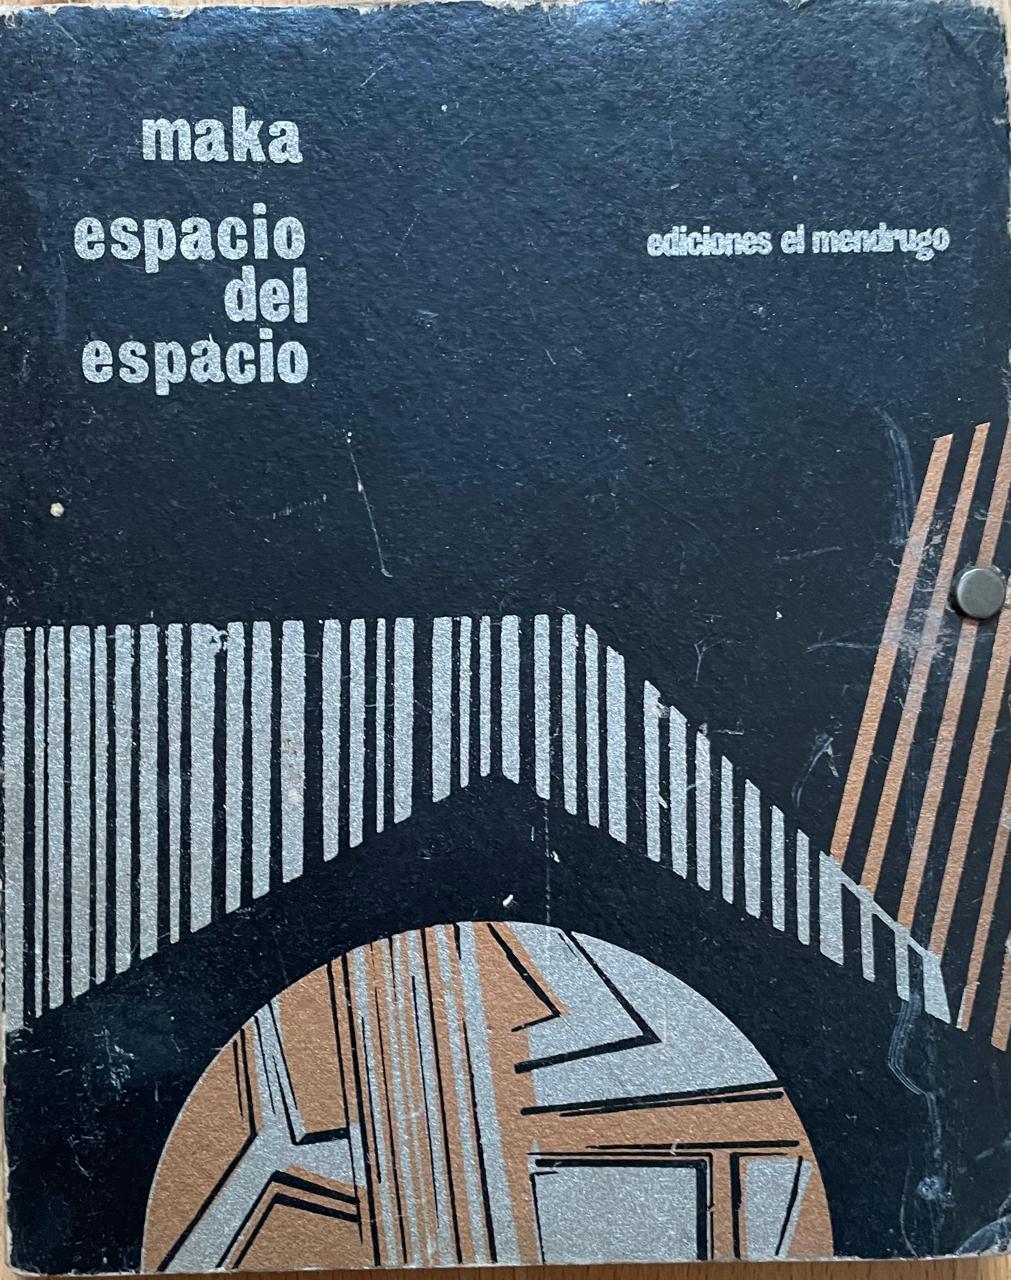 maka
espacio
del
espacio
ediciones el mendrugo